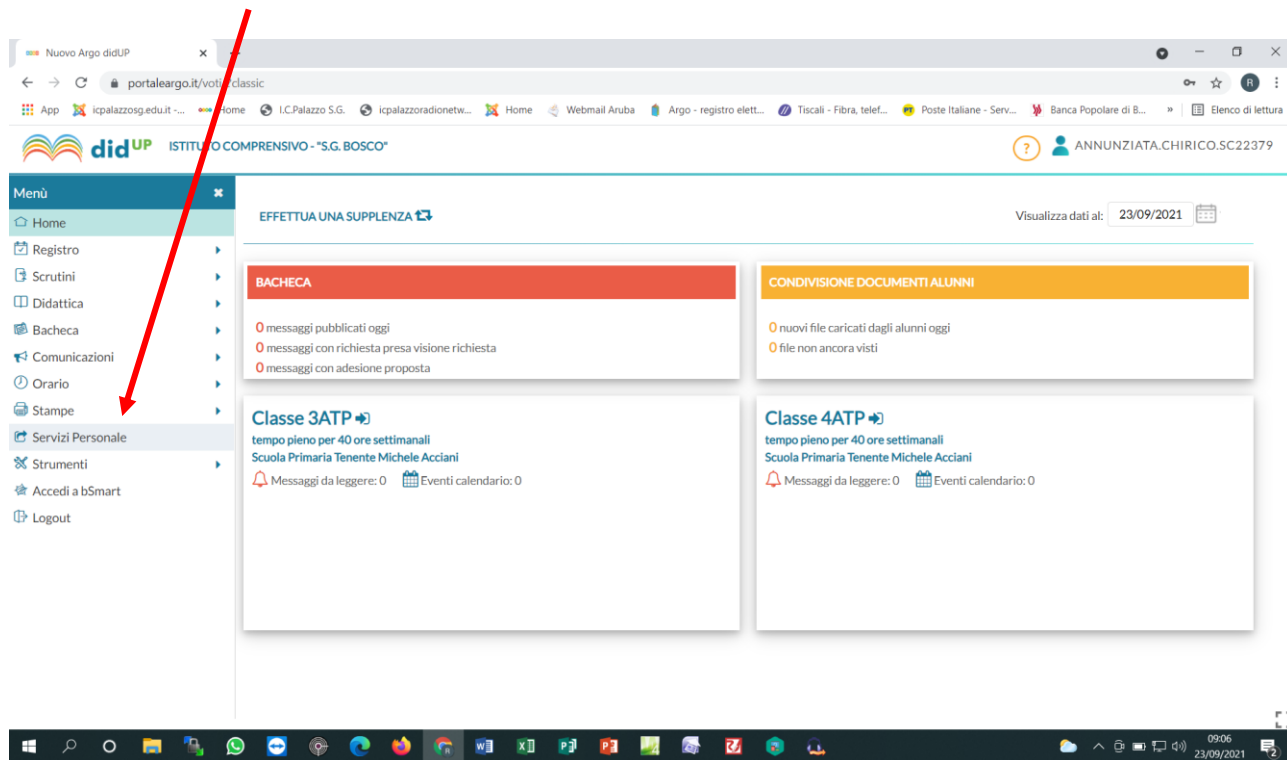 Nuovo Argo didUP
portaleargo.it/voti
classic
App icpalazzosg.edu.it -... Home I.C.Palazzo S.G. icpalazzoradionetw... Home Webmail Aruba Argo - registro elett... Tiscali - Fibra, telef... Poste Italiane - Serv... Banca Popolare di B... » Elenco di lettura
didUP ISTITUTO COMPRENSIVO - "S.G. BOSCO" ? ANNUNZIATA.CHIRICO.SC22379
Menù
Home
Registro
Scrutini
Didattica
Bacheca
Comunicazioni
Orario
Stampe
Servizi Personale
Strumenti
Accedi a bSmart
Logout
EFFETTUA UNA SUPPLENZA
Visualizza dati al: 23/09/2021
BACHECA
0 messaggi pubblicati oggi
0 messaggi con richiesta presa visione richiesta
0 messaggi con adesione proposta
CONDIVISIONE DOCUMENTI ALUNNI
0 nuovi file caricati dagli alunni oggi
0 file non ancora visti
Classe 3ATP
tempo pieno per 40 ore settimanali
Scuola Primaria Tenente Michele Acciani
Messaggi da leggere: 0 Eventi calendario: 0
Classe 4ATP
tempo pieno per 40 ore settimanali
Scuola Primaria Tenente Michele Acciani
Messaggi da leggere: 0 Eventi calendario: 0
09:06
23/09/2021